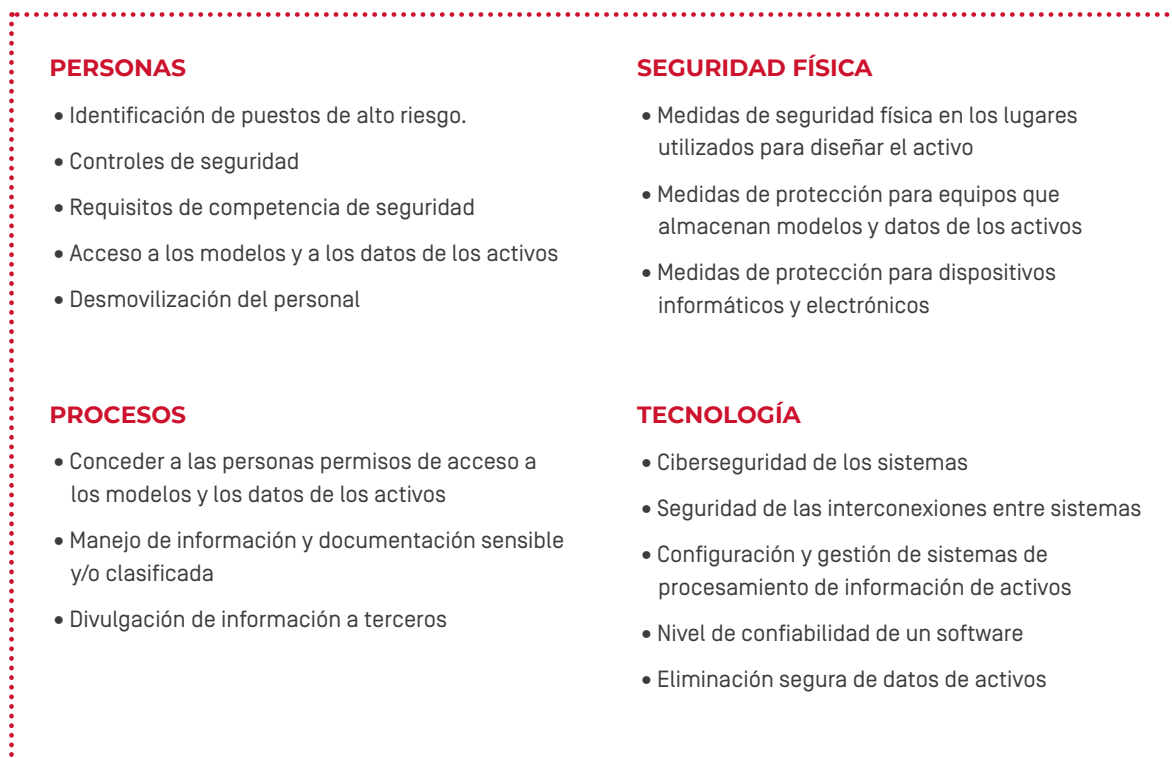 PERSONAS
• Identificación de puestos de alto riesgo.
• Controles de seguridad
• Requisitos de competencia de seguridad
• Acceso a los modelos y a los datos de los activos
• Desmovilización del personal
SEGURIDAD FÍSICA
• Medidas de seguridad física en los lugares
utilizados para diseñar el activo
• Medidas de protección para equipos que
almacenan modelos y datos de los activos
• Medidas de protección para dispositivos
informáticos y electrónicos
PROCESOS
• Conceder a las personas permisos de acceso a
los modelos y los datos de los activos
• Manejo de información y documentación sensible
y/o clasificada
• Divulgación de información a terceros
TECNOLOGÍA
• Ciberseguridad de los sistemas
• Seguridad de las interconexiones entre sistemas
• Configuración y gestión de sistemas de
procesamiento de información de activos
• Nivel de confiabilidad de un software
• Eliminación segura de datos de activos